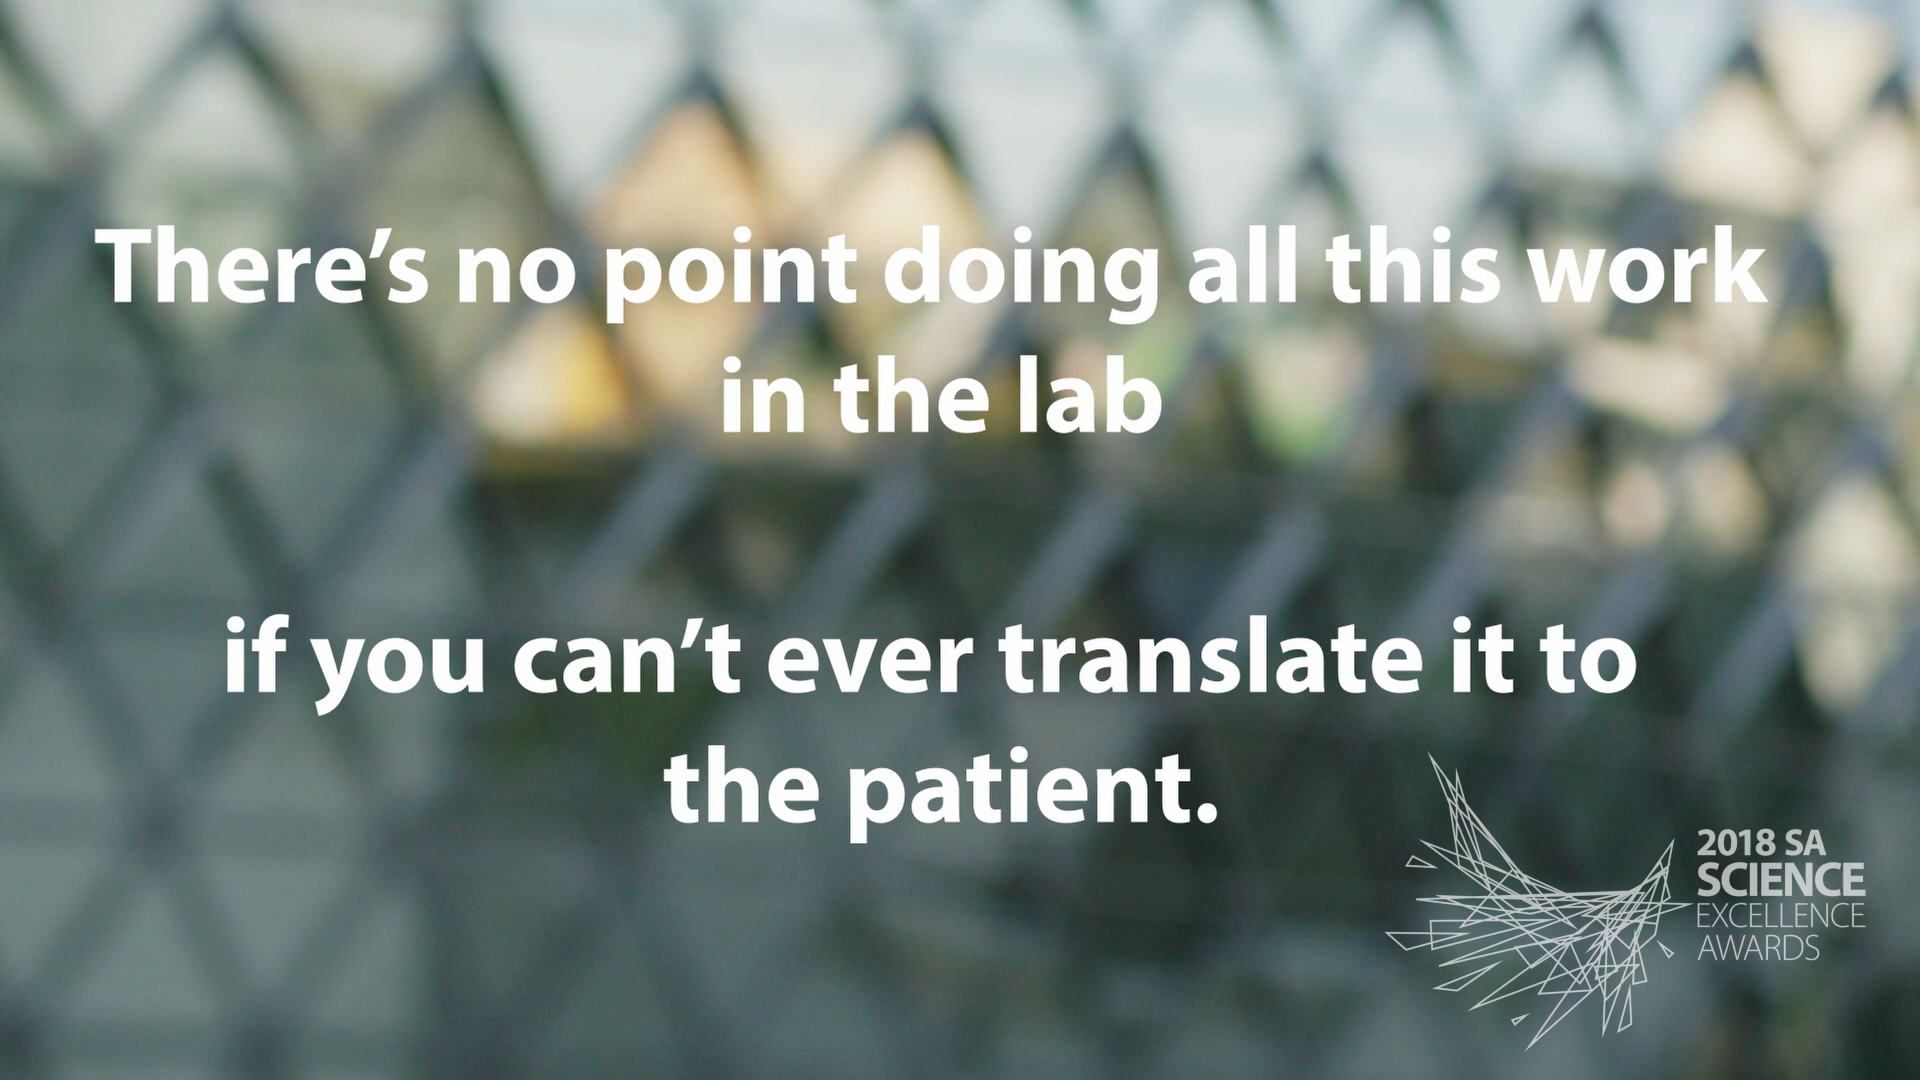 There’s no point doing all this work
in the lab
if you can’t ever translate it to
the patient.
2018 SA
SCIENCE
EXCELLENCE
AWARDS